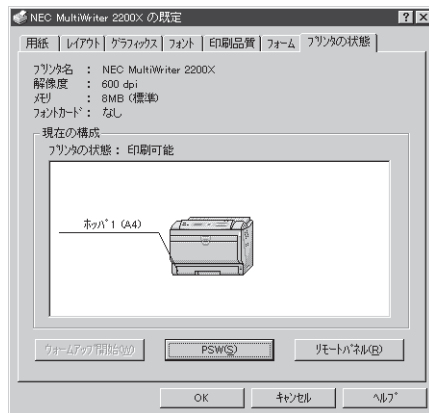 NEC MultiWriter 2200X の既定
用紙 レイアウト グラフィックス フォント 印刷品質 フォーム プリンタの状態
プリンタ名 : NEC MultiWriter 2200X
解像度 : 600 dpi
メモリ : 8MB (標準)
フォントカード : なし
現在の構成
プリンタの状態 : 印刷可能
ホッパ1 (A4)
ウォームアップ開始(W) PSW(S) リモートパネル(R)
OK キャンセル ヘルプ